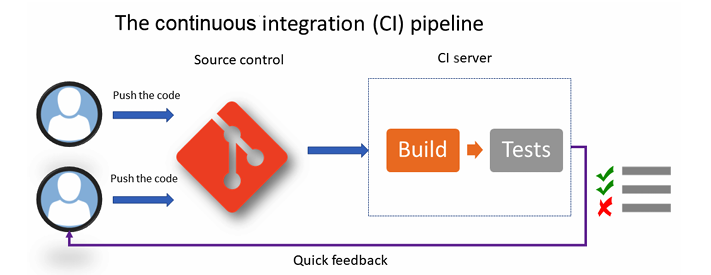 The continuous integration (CI) pipeline
Source control
CI server
Push the code
Build
Tests
Push the code
Quick feedback